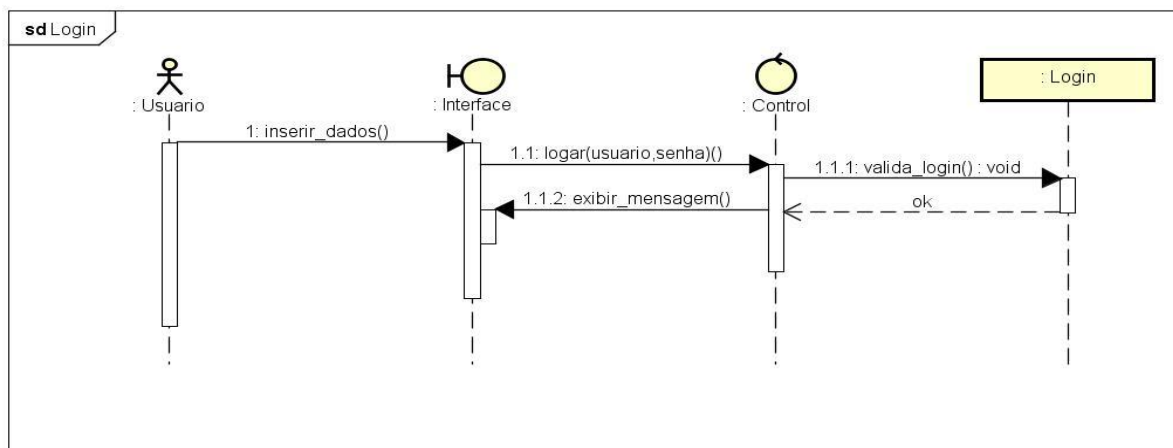 sd Login
: Usuario
: Interface
: Control
: Login
1: inserir_dados()
1.1: logar(usuario,senha)()
1.1.1: valida_login() : void
1.1.2: exibir_mensagem()
ok